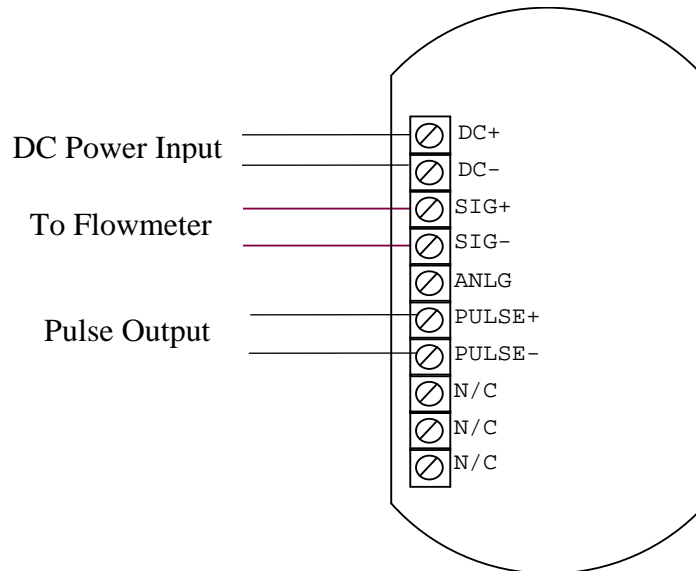 DC Power Input
To Flowmeter
Pulse Output
DC+
DC-
SIG+
SIG-
ANLG
PULSE+
PULSE-
N/C
N/C
N/C